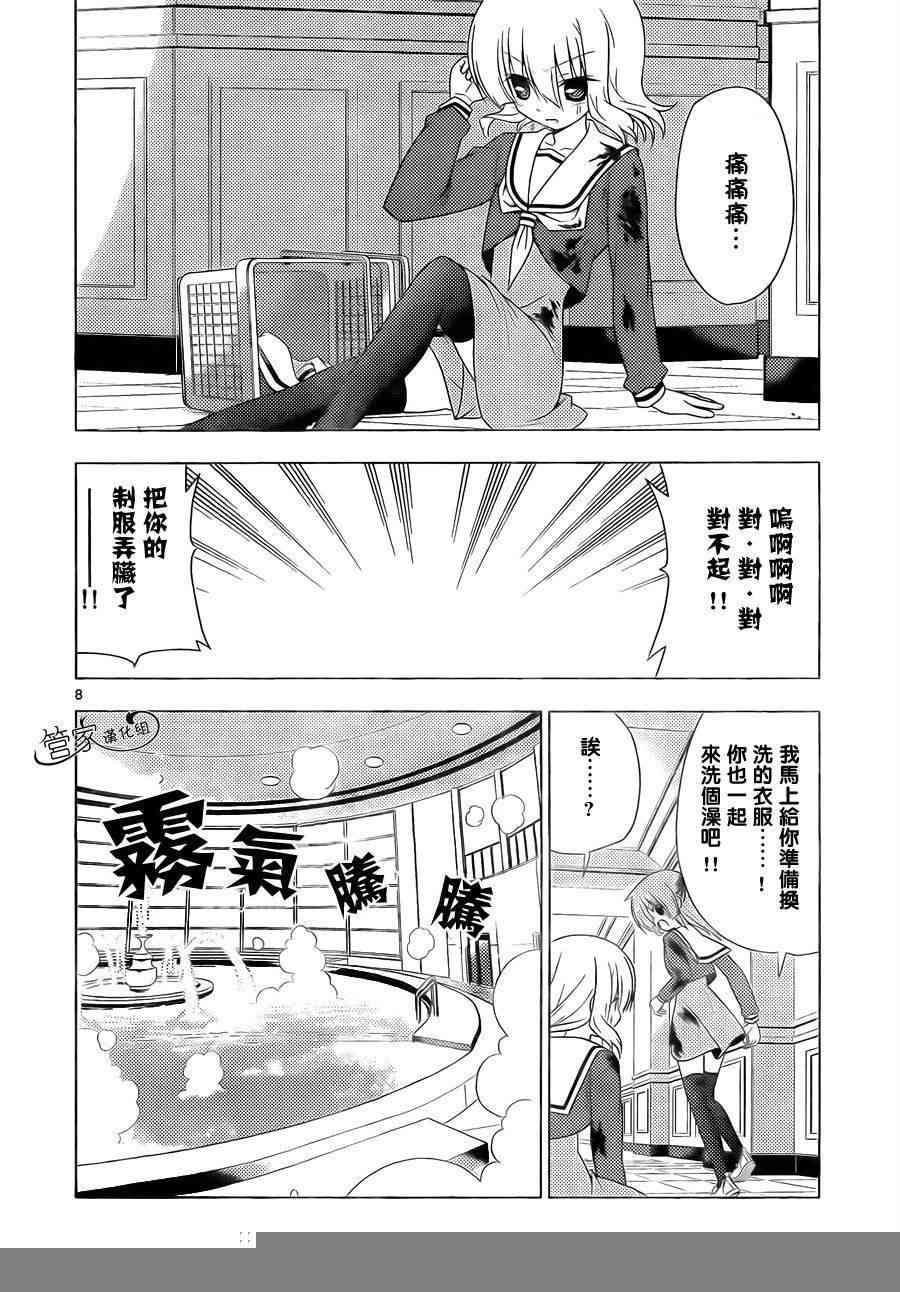 痛痛痛…
嗚啊啊啊
對．對．對
對不起!!
把你的
制服弄臟了
——!!
8
管家
漢化組
我馬上給你準備換
洗的衣服……！
你也一起
來洗個澡吧!!
誒……？
霧氣騰騰